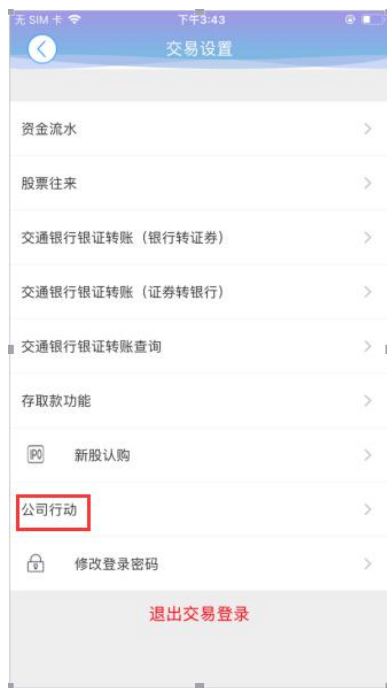 无 SIM 卡
下午3:43
交易设置
资金流水
股票往来
交通银行银证转账（银行转证券）
交通银行银证转账（证券转银行）
交通银行银证转账查询
存取款功能
IPO 新股认购
公司行动
修改登录密码
退出交易登录